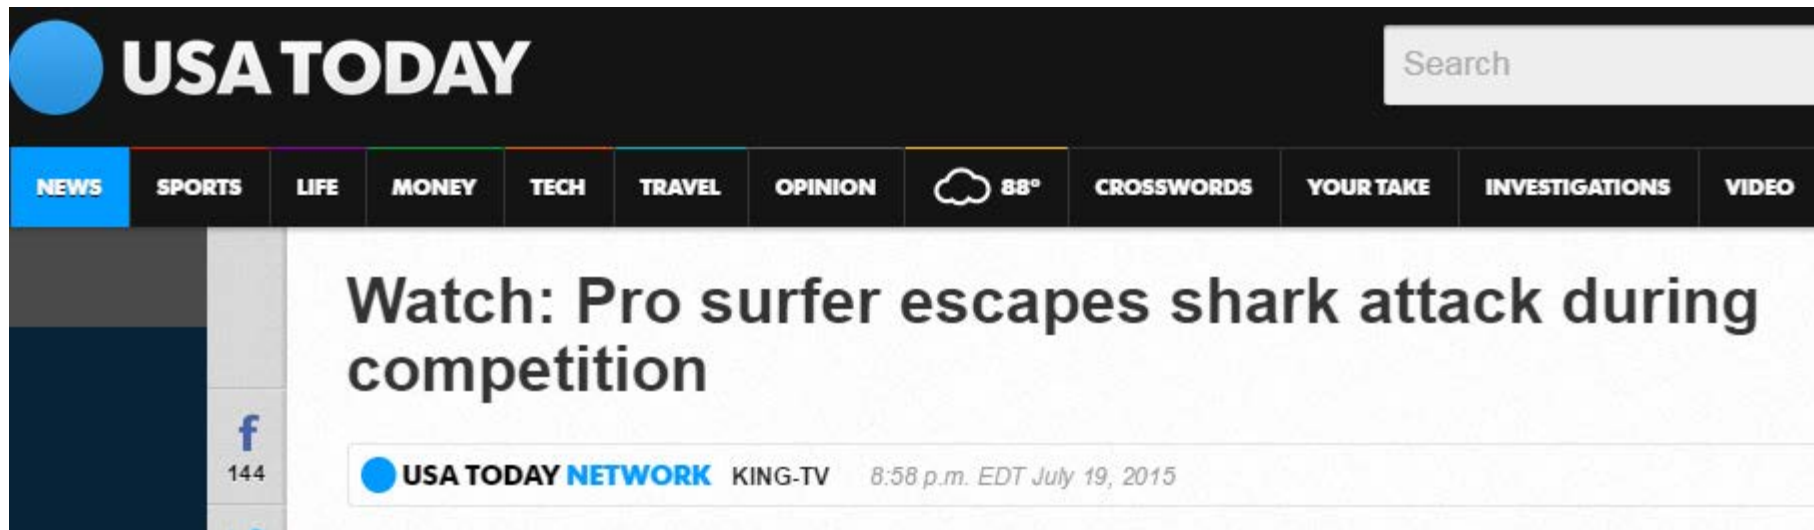 USA TODAY
Search
NEWS SPORTS LIFE MONEY TECH TRAVEL OPINION 88° CROSSWORDS YOUR TAKE INVESTIGATIONS VIDEO
Watch: Pro surfer escapes shark attack during
competition
f
144
USA TODAY NETWORK KING-TV 8:58 p.m. EDT July 19, 2015